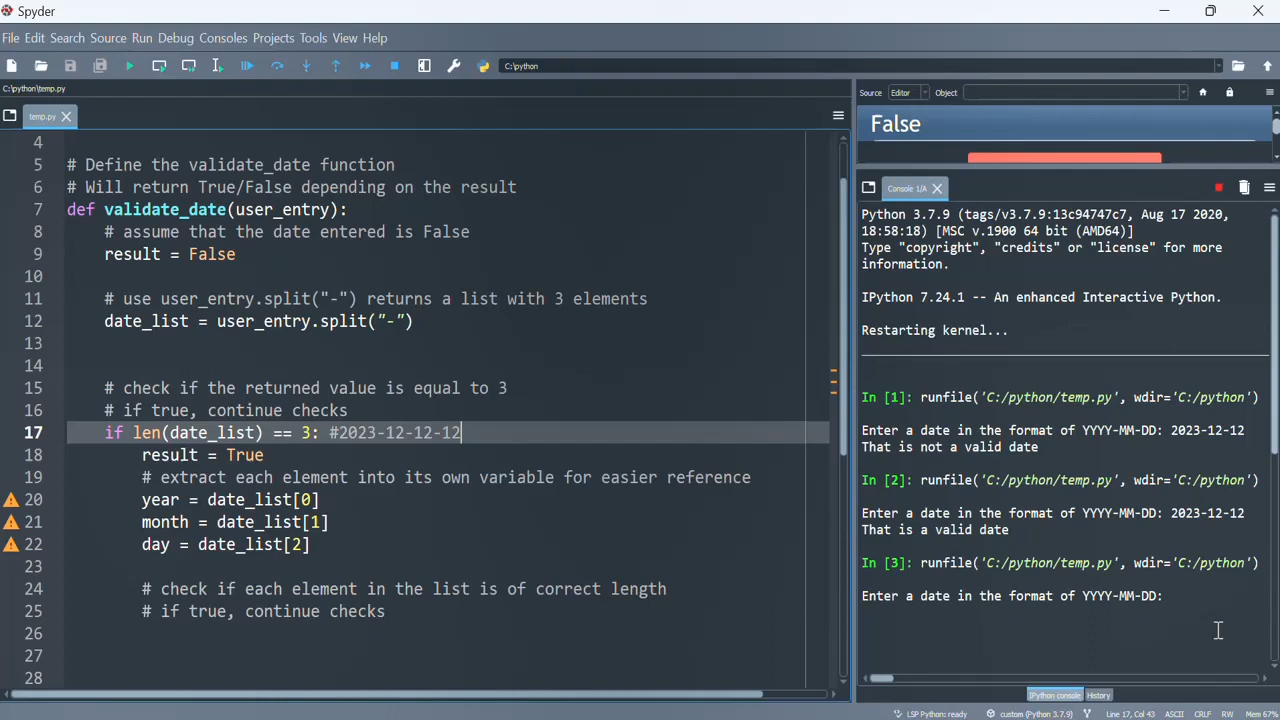 Spyder
File Edit Search Source Run Debug Consoles Projects Tools View Help
C:\python
C:\python\temp.py
temp.py
4
5 # Define the validate_date function
6 # Will return True/False depending on the result
7 def validate_date(user_entry):
8 # assume that the date entered is False
9 result = False
10
11 # use user_entry.split("-") returns a list with 3 elements
12 date_list = user_entry.split("-")
13
14
15 # check if the returned value is equal to 3
16 # if true, continue checks
17 if len(date_list) == 3: #2023-12-12-12
18 result = True
19 # extract each element into its own variable for easier reference
20 year = date_list[0]
21 month = date_list[1]
22 day = date_list[2]
23
24 # check if each element in the list is of correct length
25 # if true, continue checks
26
27
28
Source Editor Object
False
Console 1/A
Python 3.7.9 (tags/v3.7.9:13c94747c7, Aug 17 2020,
18:58:18) [MSC v.1900 64 bit (AMD64)]
Type "copyright", "credits" or "license" for more
information.
IPython 7.24.1 -- An enhanced Interactive Python.
Restarting kernel...
In [1]: runfile('C:/python/temp.py', wdir='C:/python')
Enter a date in the format of YYYY-MM-DD: 2023-12-12
That is not a valid date
In [2]: runfile('C:/python/temp.py', wdir='C:/python')
Enter a date in the format of YYYY-MM-DD: 2023-12-12
That is a valid date
In [3]: runfile('C:/python/temp.py', wdir='C:/python')
Enter a date in the format of YYYY-MM-DD:
IPython console History
LSP Python: ready custom (Python 3.7.9) Line 17, Col 43 ASCII CRLF RW Mem 67%